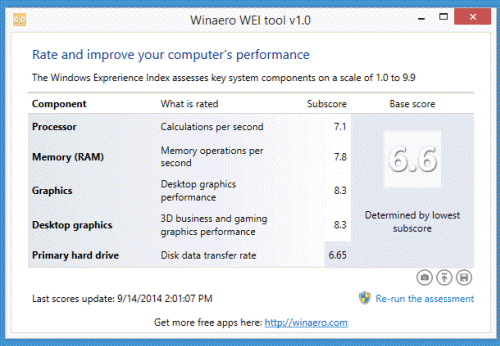 Winaero WEI tool v1.0
Rate and improve your computer's performance
The Windows Exprerience Index assesses key system components on a scale of 1.0 to 9.9
Component What is rated Subscore Base score
Processor Calculations per second 7.1
Memory (RAM) Memory operations per second 7.8
Graphics Desktop graphics performance 8.3
Desktop graphics 3D business and gaming graphics performance 8.3
Primary hard drive Disk data transfer rate 6.65
6.6
Determined by lowest
subscore
Last scores update: 9/14/2014 2:01:07 PM
Re-run the assessment
Get more free apps here: http://winaero.com